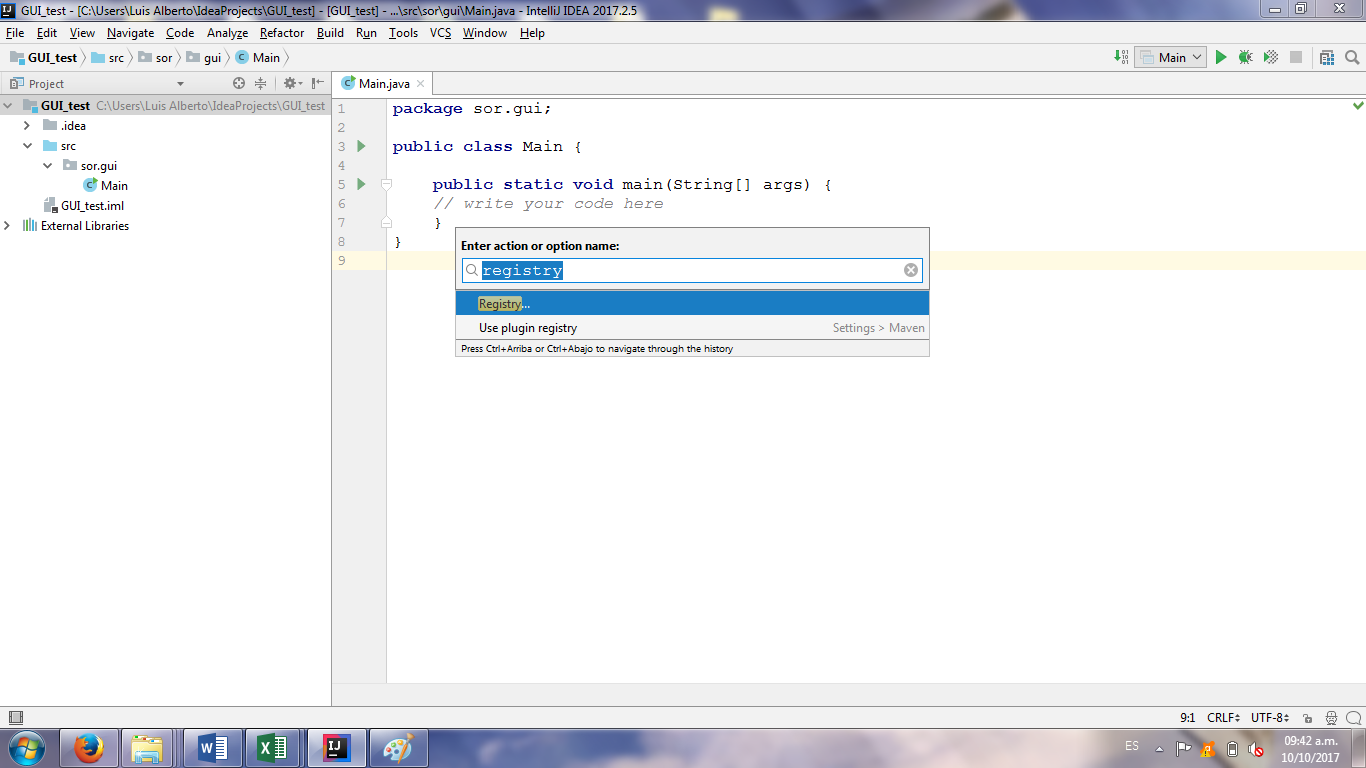 GUI_test - [C:\Users\Luis Alberto\IdeaProjects\GUI_test] - [GUI_test] - ...\src\sor\gui\Main.java - IntelliJ IDEA 2017.2.5
File Edit View Navigate Code Analyze Refactor Build Run Tools VCS Window Help
GUI_test src sor gui Main Main
Project Main.java
GUI_test C:\Users\Luis Alberto\IdeaProjects\GUI_test
.idea
src
sor.gui
Main
GUI_test.iml
External Libraries
1 package sor.gui;
2
3 public class Main {
4
5 public static void main(String[] args) {
6 // write your code here
7 }
8 }
9
Enter action or option name:
registry
Registry...
Use plugin registry Settings > Maven
Press Ctrl+Arriba or Ctrl+Abajo to navigate through the history
9:1 CRLF UTF-8
ES 09:42 a.m.
10/10/2017